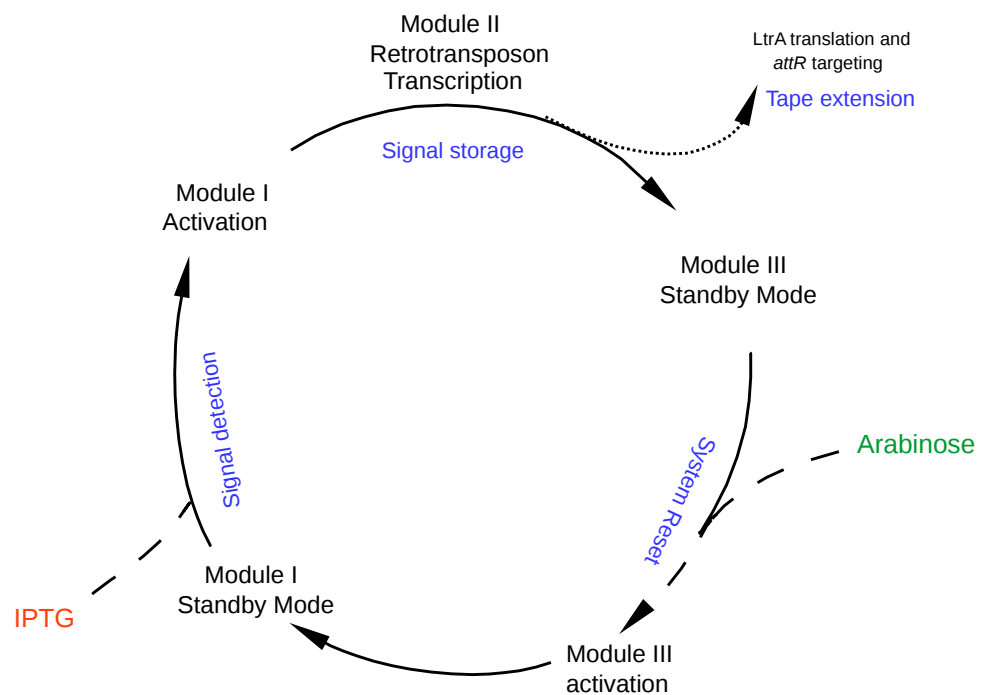 Module II
Retrotransposon
Transcription
LtrA translation and
attR targeting
Tape extension
Signal storage
Module I
Activation
Module III
Standby Mode
Signal detection
System Reset
Arabinose
Module I
Standby Mode
IPTG
Module III
activation